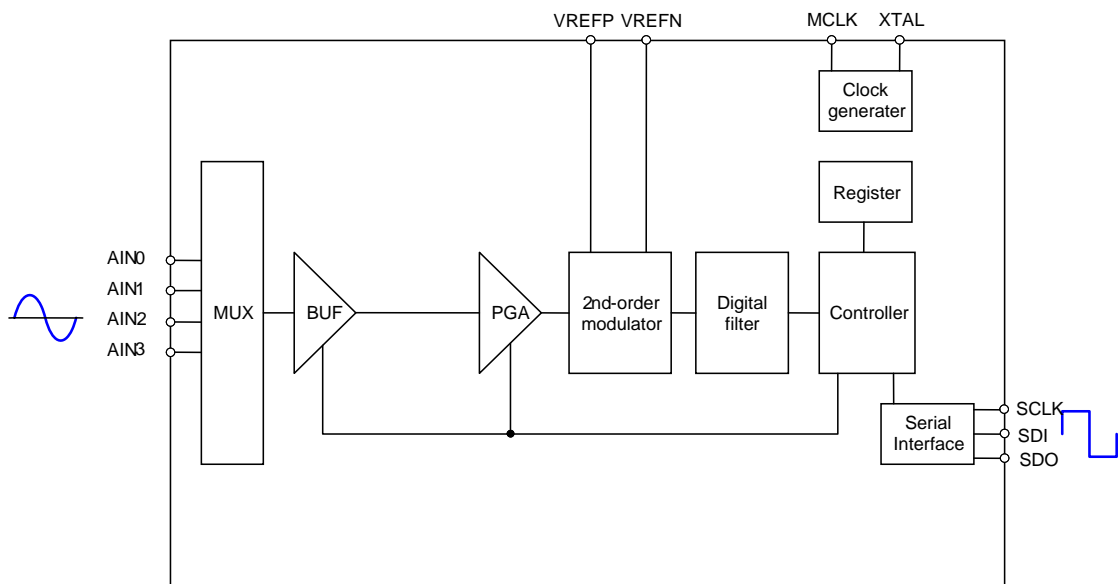 VREFP VREFN
MCLK XTAL
Clock
generater
Register
AIN0
AIN1
AIN2
AIN3
MUX
BUF
PGA
2nd-order
modulator
Digital
filter
Controller
Serial
Interface
SCLK
SDI
SDO